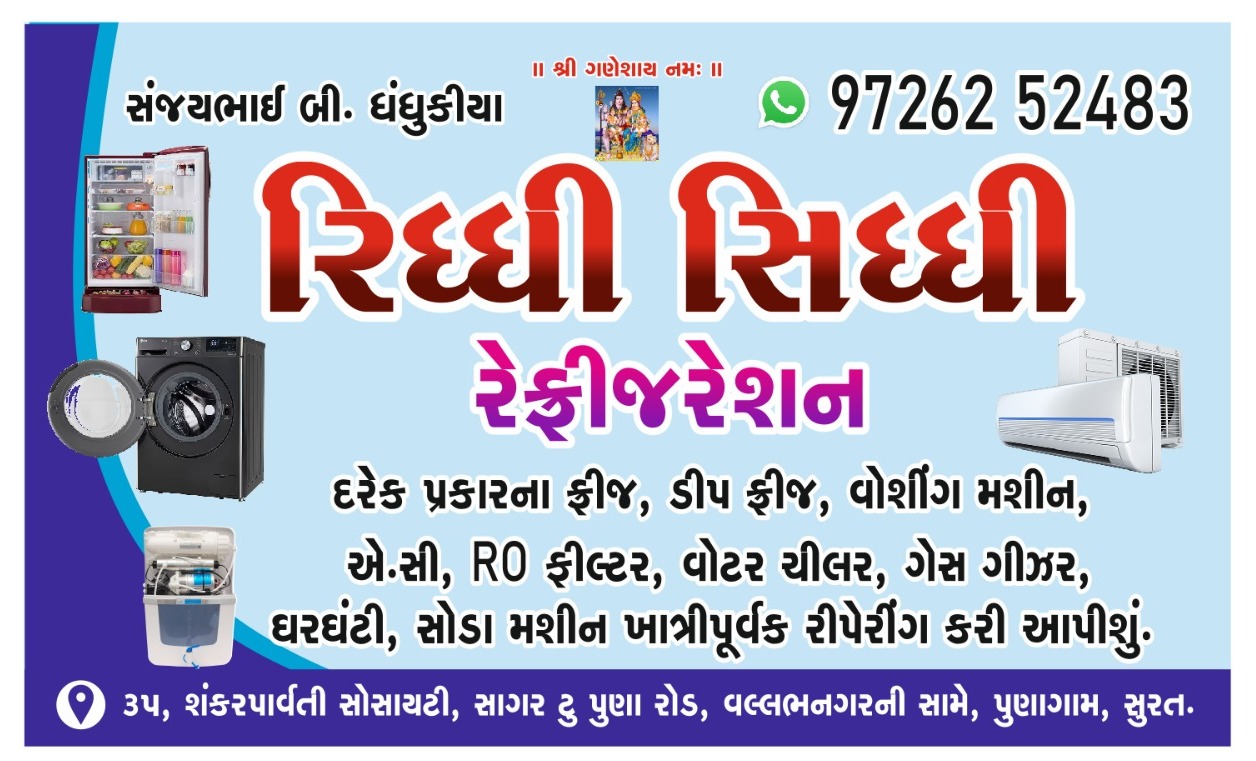 ॥ શ્રી ગણેશાય નમઃ ॥
સંજયભાઈ બી. ધંધુકીયા
97262 52483
રિધ્ધી સિધ્ધી
રેફ્રીજરેશન
દરેક પ્રકારના ફ્રીજ, ડીપ ફ્રીજ, વોશીંગ મશીન,
એ.સી, RO ફીલ્ટર, વોટર ચીલર, ગેસ ગીઝર,
ઘરઘંટી, સોડા મશીન ખાત્રીપૂર્વક રીપેરીંગ કરી આપીશું.
૩૫, શંકરપાર્વતી સોસાયટી, સાગર ટુ પુણા રોડ, વલ્લભનગરની સામે, પુણાગામ, સુરત.